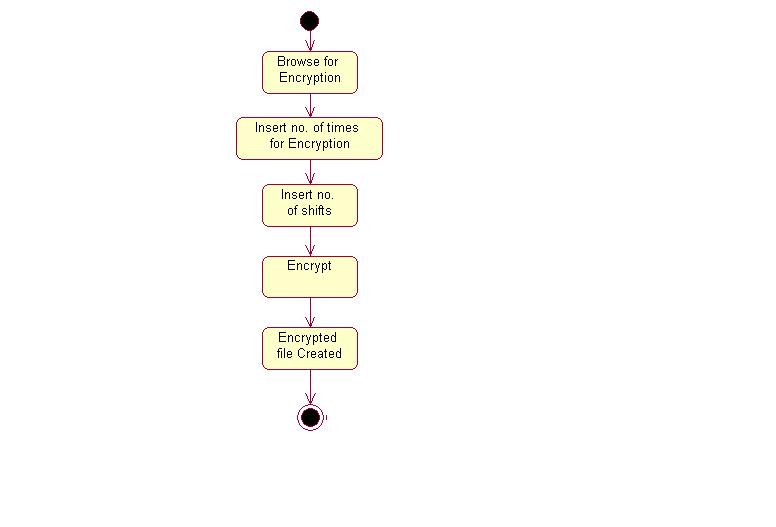 Browse for
Encryption
Insert no. of times
for Encryption
Insert no.
of shifts
Encrypt
Encrypted
file Created